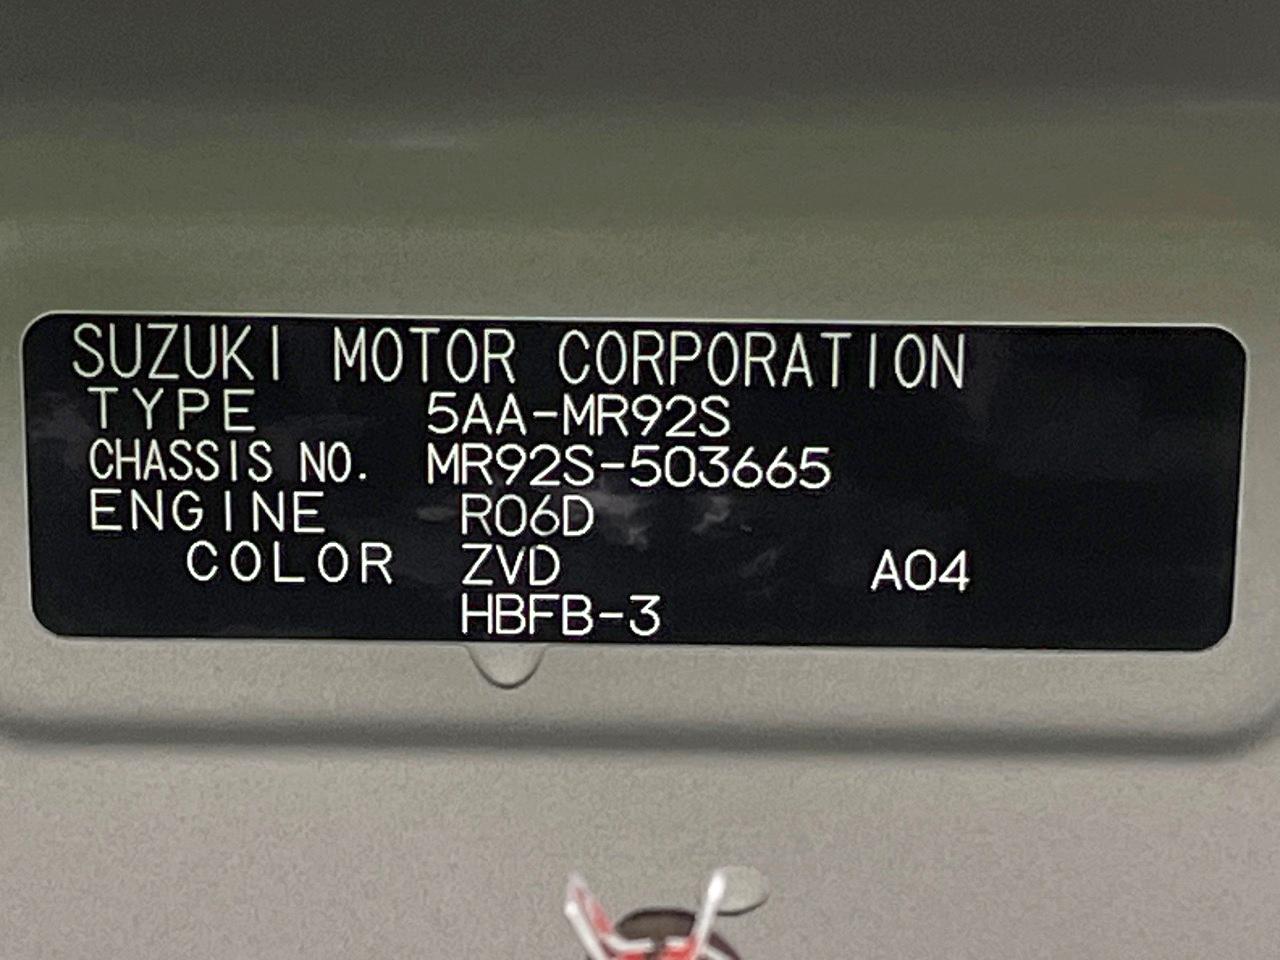 SUZUKI MOTOR CORPORATION
TYPE 5AA-MR92S
CHASSIS NO. MR92S-503665
ENGINE R06D
COLOR ZVD A04
HBFB-3